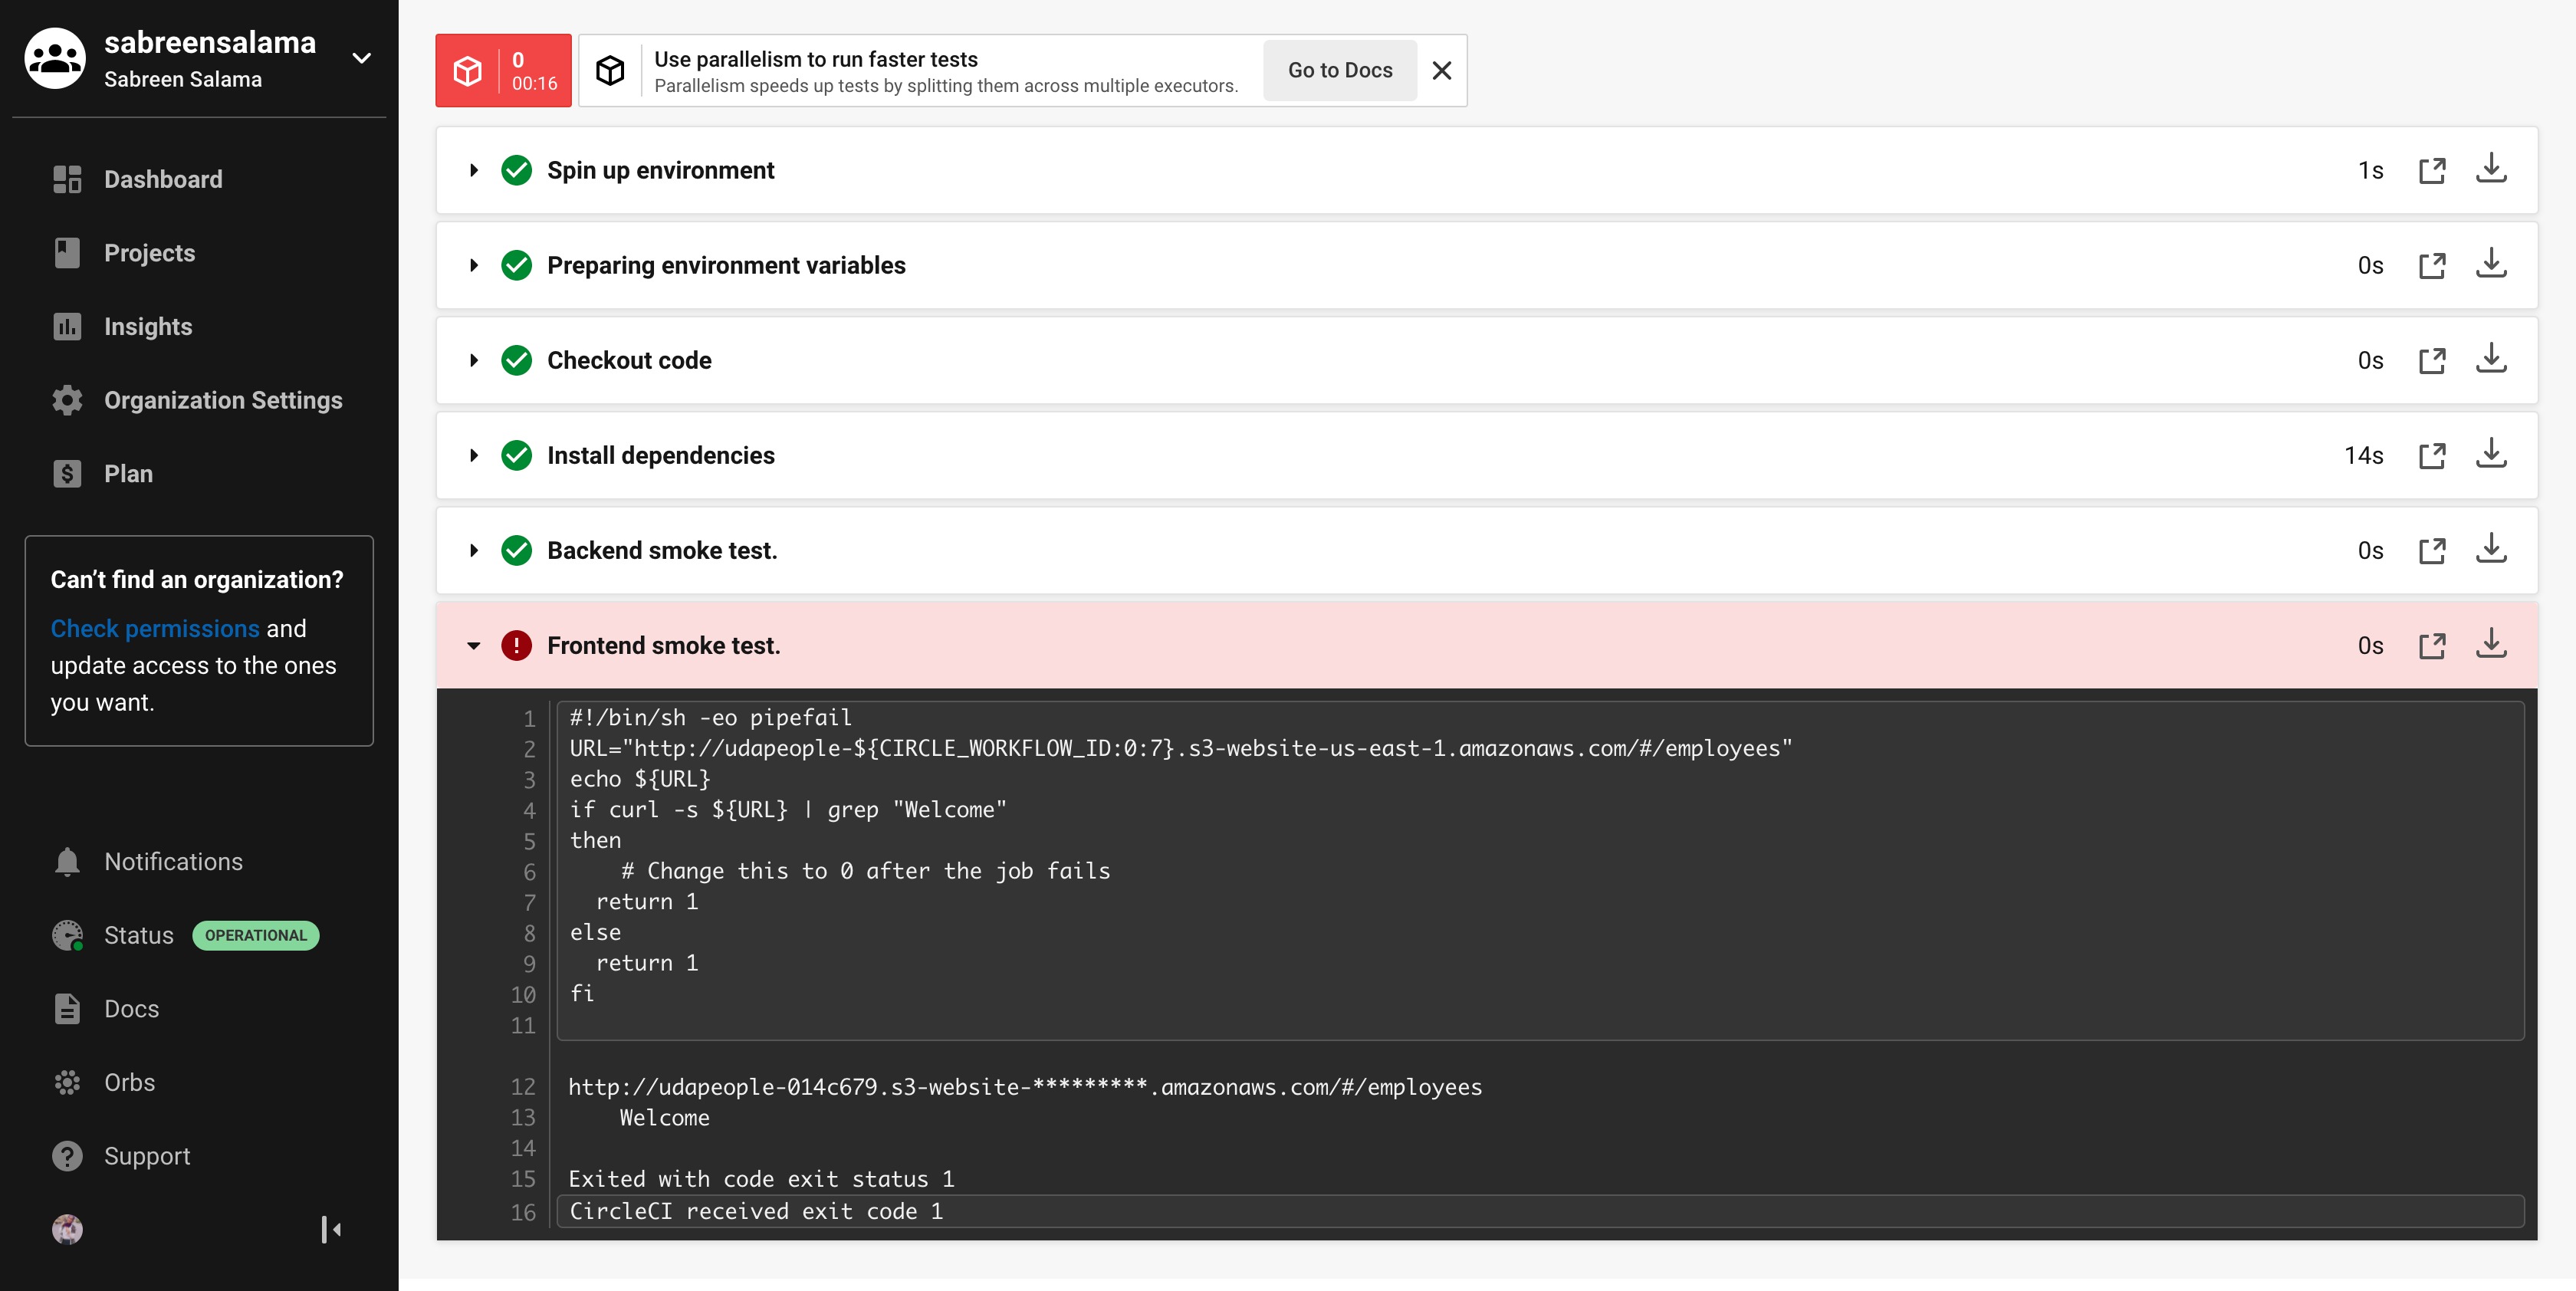 sabreensalama
Sabreen Salama
Dashboard
Projects
Insights
Organization Settings
Plan
Can’t find an organization?
Check permissions and
update access to the ones
you want.
Notifications
Status OPERATIONAL
Docs
Orbs
Support
0
00:16
Use parallelism to run faster tests
Parallelism speeds up tests by splitting them across multiple executors.
Go to Docs
Spin up environment 1s
Preparing environment variables 0s
Checkout code 0s
Install dependencies 14s
Backend smoke test. 0s
Frontend smoke test. 0s
1 #!/bin/sh -eo pipefail
2 URL="http://udapeople-${CIRCLE_WORKFLOW_ID:0:7}.s3-website-us-east-1.amazonaws.com/#/employees"
3 echo ${URL}
4 if curl -s ${URL} | grep "Welcome"
5 then
6     # Change this to 0 after the job fails
7   return 1
8 else
9   return 1
10 fi
11
12 http://udapeople-014c679.s3-website-*********.amazonaws.com/#/employees
13     Welcome
14
15 Exited with code exit status 1
16 CircleCI received exit code 1